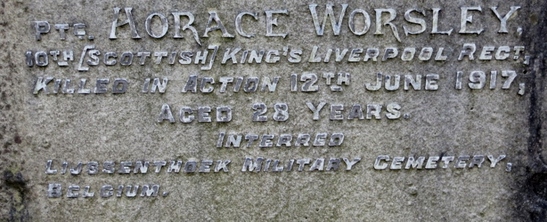 PTE. HORACE WORSLEY,
10TH [SCOTTISH] KING'S LIVERPOOL REGT,
KILLED IN ACTION 12TH JUNE 1917,
AGED 28 YEARS.
INTERRED
LIJSSENTHOEK MILITARY CEMETERY,
BELGIUM.